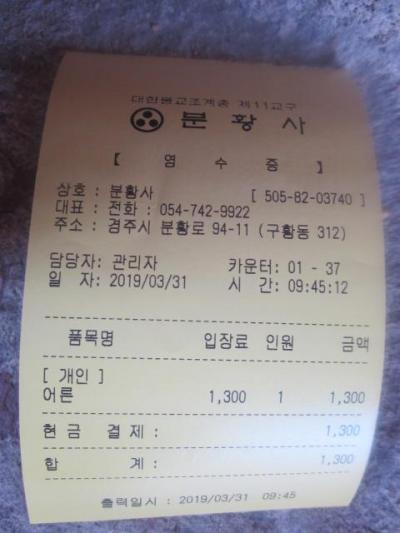 대한불교조계종 제11교구
분 황 사
[ 영 수 증 ]
상호 : 분황사 [ 505-82-03740 ]
대표 : 전화 : 054-742-9922
주소 : 경주시 분황로 94-11 (구황동 312)
담당자: 관리자 카운터: 01 - 37
일 자: 2019/03/31 시 간: 09:45:12
품목명 입장료 인원 금액
[ 개인 ]
어른 1,300 1 1,300
현금 결제 : 1,300
합 계 : 1,300
출력일시 : 2019/03/31 09:45